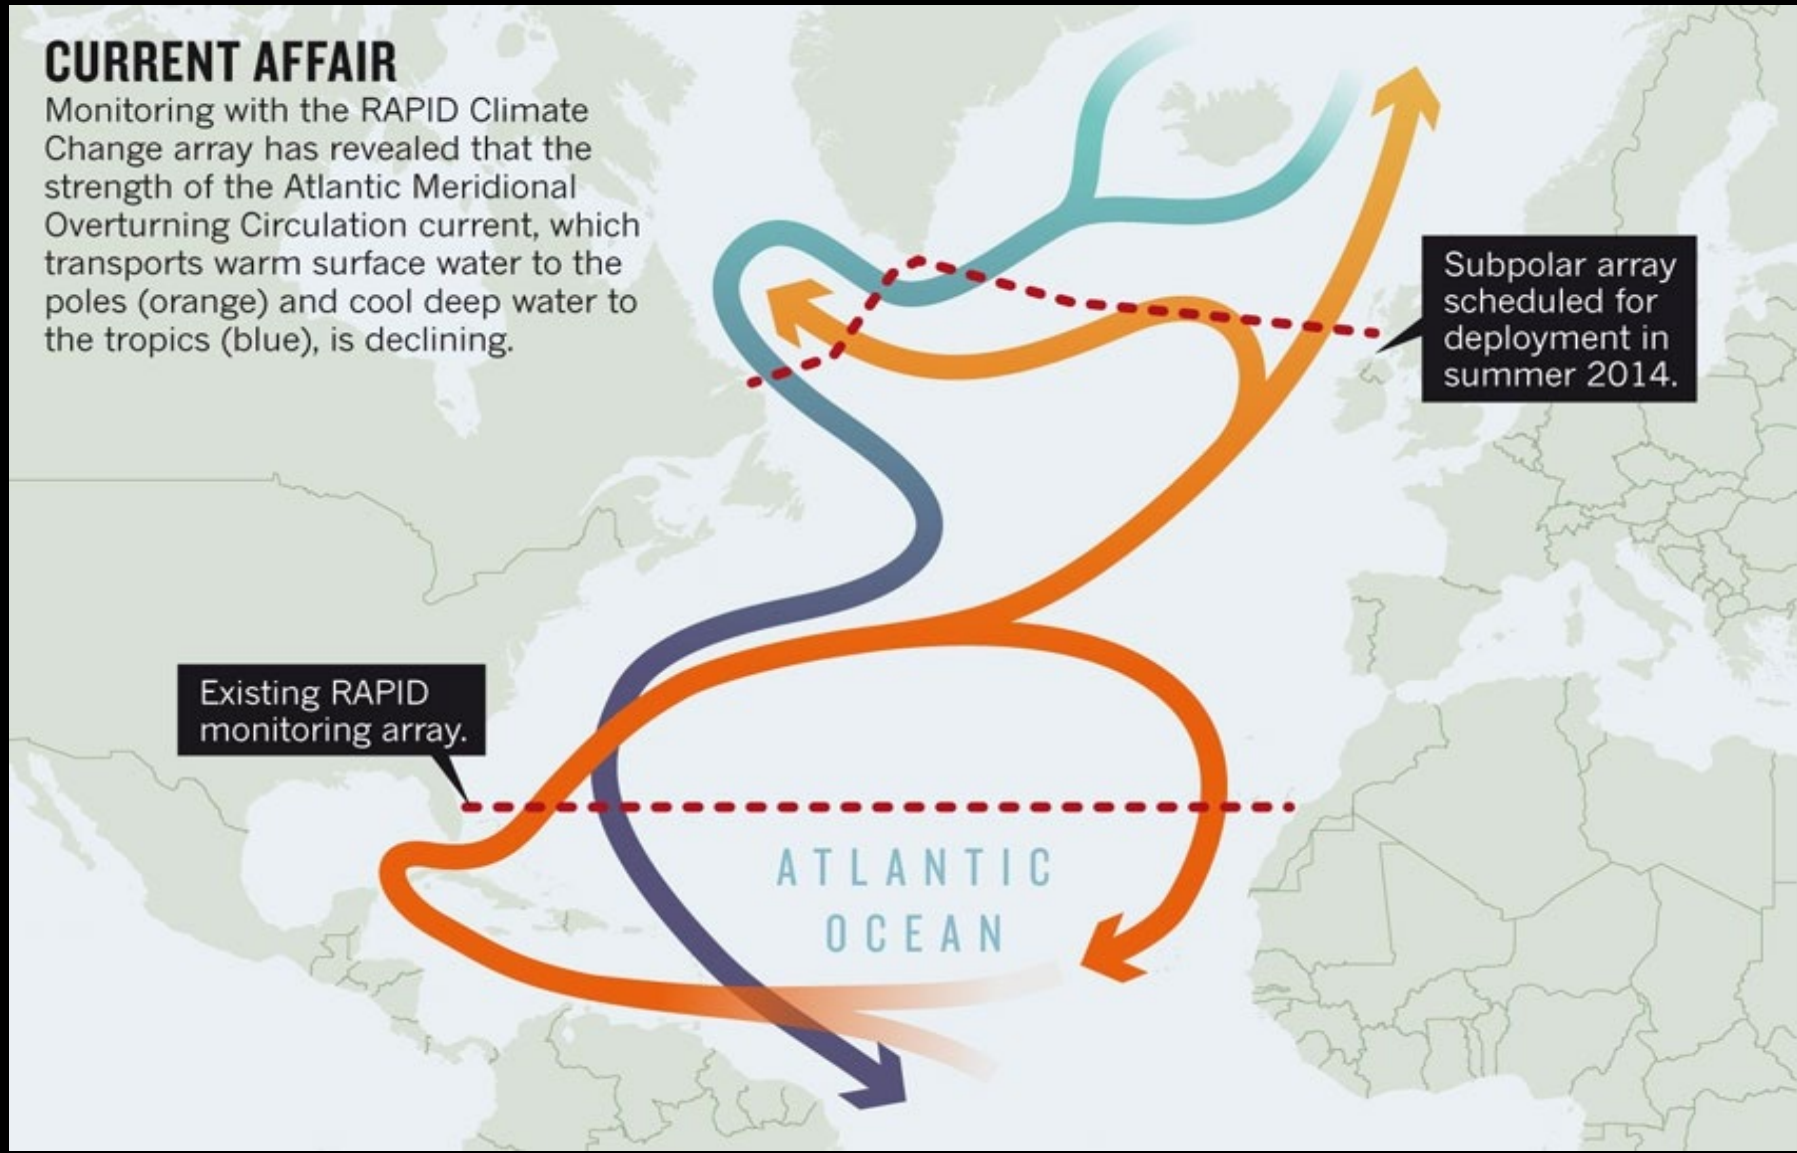 CURRENT AFFAIR
Monitoring with the RAPID Climate
Change array has revealed that the
strength of the Atlantic Meridional
Overturning Circulation current, which
transports warm surface water to the
poles (orange) and cool deep water to
the tropics (blue), is declining.
Subpolar array
scheduled for
deployment in
summer 2014.
Existing RAPID
monitoring array.
ATLANTIC
OCEAN